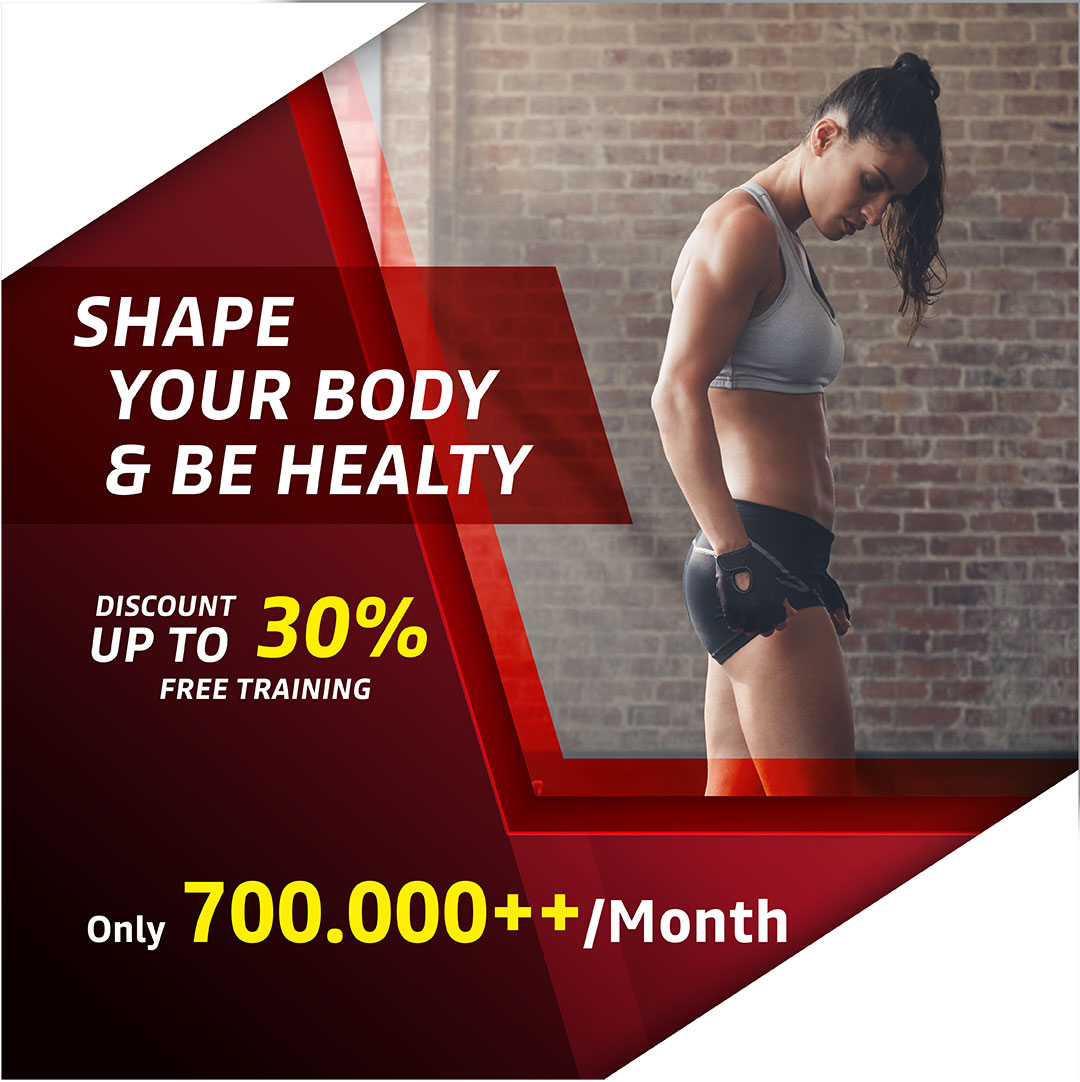 SHAPE
YOUR BODY
& BE HEALTY
DISCOUNT
UP TO 30%
FREE TRAINING
Only 700.000++/Month